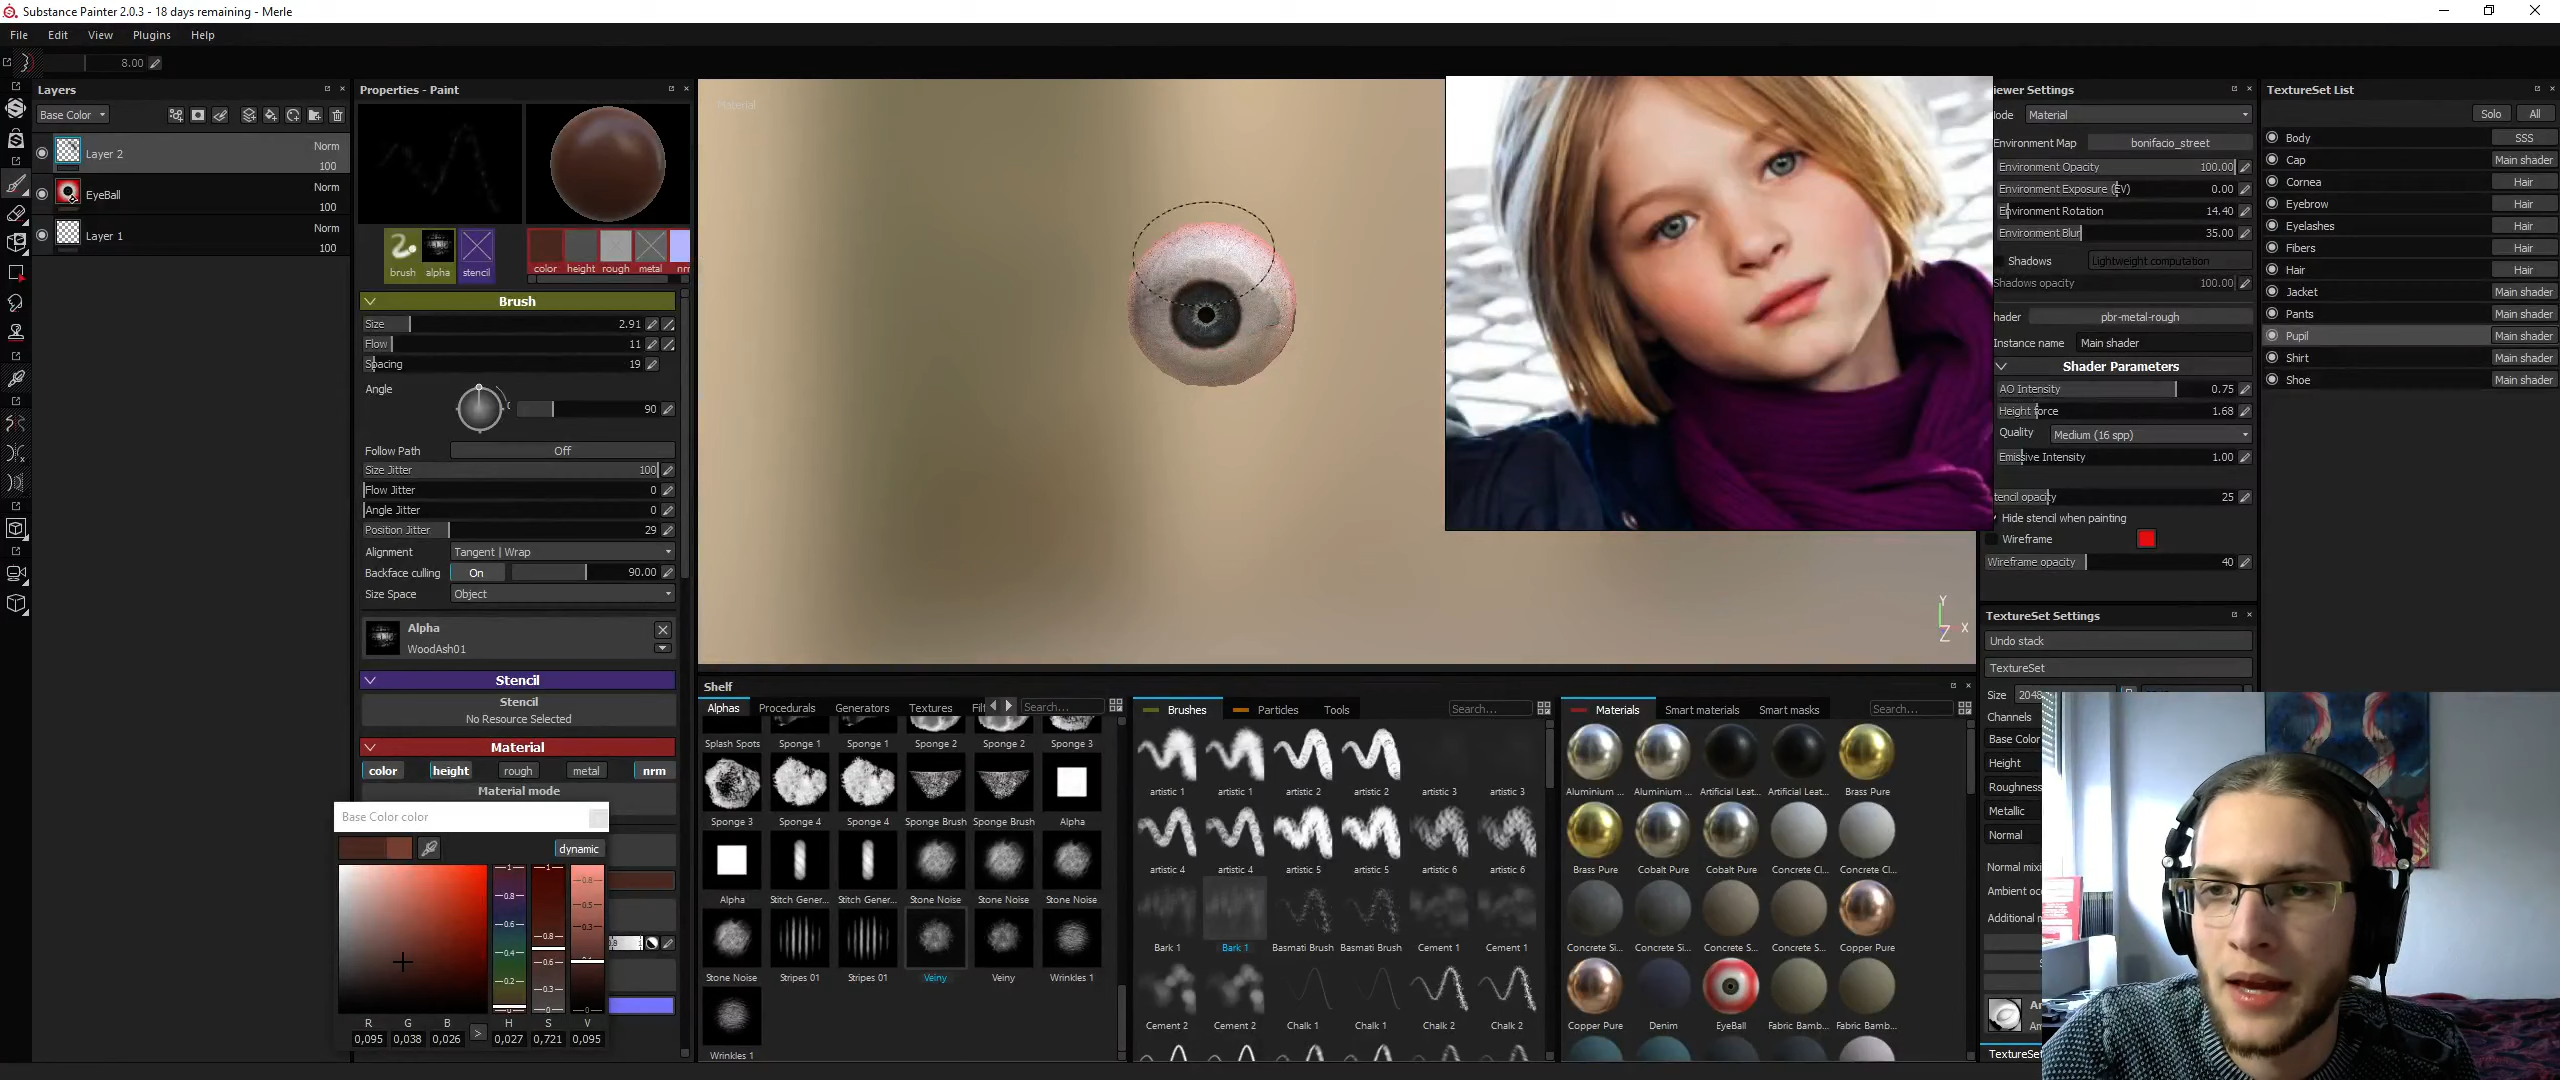 Substance Painter 2.0.3 - 18 days remaining - Merle
File Edit View Plugins Help
8.00
Layers
Base Color
Layer 2 Norm 100
EyeBall Norm 100
Layer 1 Norm 100
Properties - Paint
brush alpha stencil
color height rough metal nrm
Brush
Size 2.91
Flow 11
Spacing 19
Angle 90
Follow Path Off
Size Jitter 100
Flow Jitter 0
Angle Jitter 0
Position Jitter 29
Alignment Tangent | Wrap
Backface culling On 90.00
Size Space Object
Alpha
WoodAsh01
Stencil
Stencil
No Resource Selected
Material
color height rough metal nrm
Material mode
Base Color color
dynamic
R G B H S V
0,095 0,038 0,026 > 0,027 0,721 0,095
Material
Y
X
Z
Shelf
Alphas Procedurals Generators Textures Filt Search...
Splash Spots Sponge 1 Sponge 1 Sponge 2 Sponge 2 Sponge 3
Sponge 3 Sponge 4 Sponge 4 Sponge Brush Sponge Brush Alpha
Alpha Stitch Gener... Stitch Gener... Stone Noise Stone Noise Stone Noise
Stone Noise Stripes 01 Stripes 01 Veiny Veiny Wrinkles 1
Wrinkles 1
Brushes Particles Tools Search...
artistic 1 artistic 1 artistic 2 artistic 2 artistic 3 artistic 3
artistic 4 artistic 4 artistic 5 artistic 5 artistic 6 artistic 6
Bark 1 Bark 1 Basmati Brush Basmati Brush Cement 1 Cement 1
Cement 2 Cement 2 Chalk 1 Chalk 1 Chalk 2 Chalk 2
Materials Smart materials Smart masks Search...
Aluminium ... Aluminium ... Artificial Leat... Artificial Leat... Brass Pure
Brass Pure Cobalt Pure Cobalt Pure Concrete Cl... Concrete Cl...
Concrete Si... Concrete Si... Concrete S... Concrete S... Copper Pure
Copper Pure Denim EyeBall Fabric Bamb... Fabric Bamb...
iewer Settings
Mode Material
Environment Map bonifacio_street
Environment Opacity 100.00
Environment Exposure (EV) 0.00
Environment Rotation 14.40
Environment Blur 35.00
Shadows Lightweight computation
Shadows opacity 100.00
hader pbr-metal-rough
Instance name Main shader
Shader Parameters
AO Intensity 0.75
Height force 1.68
Quality Medium (16 spp)
Emissive Intensity 1.00
tencil opacity 25
Hide stencil when painting
Wireframe
Wireframe opacity 40
TextureSet Settings
Undo stack
TextureSet
Size 2048
Channels
Base Color
Height
Roughness
Metallic
Normal
Normal mixi
Ambient occ
Additional m
TextureSet
TextureSet List
Solo All
Body SSS
Cap Main shader
Cornea Hair
Eyebrow Hair
Eyelashes Hair
Fibers Hair
Hair Hair
Jacket Main shader
Pants Main shader
Pupil Main shader
Shirt Main shader
Shoe Main shader